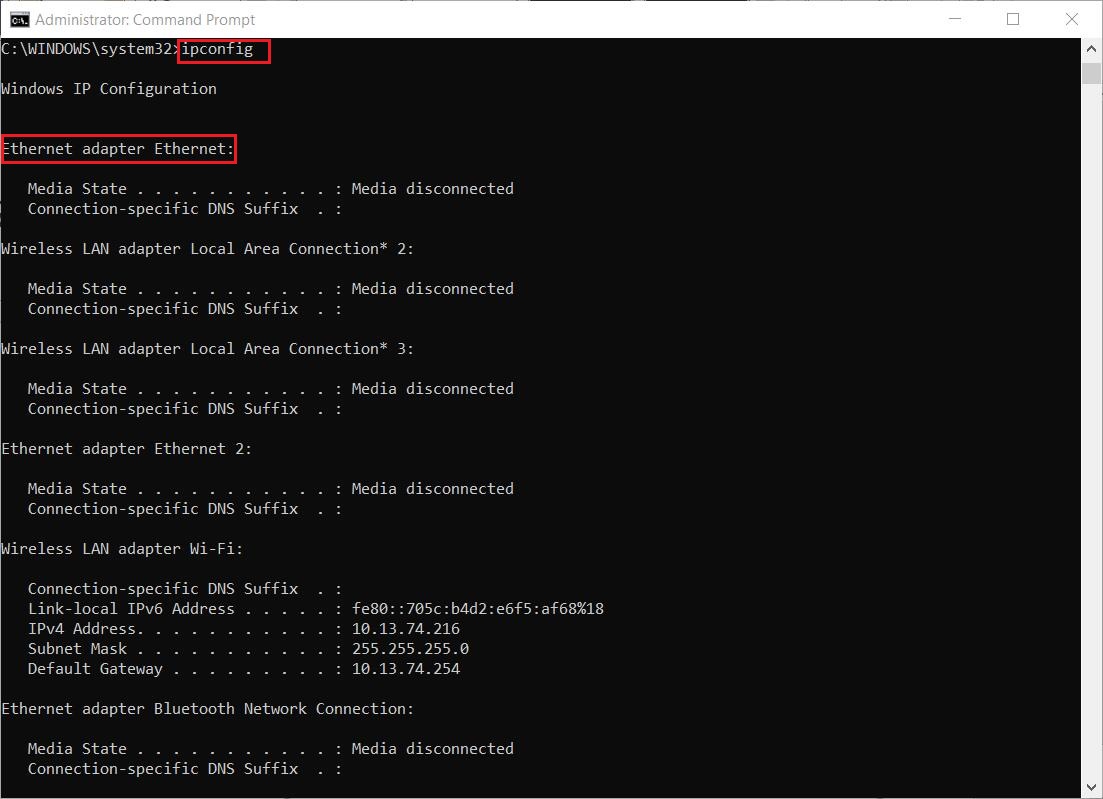 Administrator: Command Prompt
C:\WINDOWS\system32>ipconfig
Windows IP Configuration
Ethernet adapter Ethernet:
   Media State . . . . . . . . . . . : Media disconnected
   Connection-specific DNS Suffix  . :
Wireless LAN adapter Local Area Connection* 2:
   Media State . . . . . . . . . . . : Media disconnected
   Connection-specific DNS Suffix  . :
Wireless LAN adapter Local Area Connection* 3:
   Media State . . . . . . . . . . . : Media disconnected
   Connection-specific DNS Suffix  . :
Ethernet adapter Ethernet 2:
   Media State . . . . . . . . . . . : Media disconnected
   Connection-specific DNS Suffix  . :
Wireless LAN adapter Wi-Fi:
   Connection-specific DNS Suffix  . :
   Link-local IPv6 Address . . . . . : fe80::705c:b4d2:e6f5:af68%18
   IPv4 Address. . . . . . . . . . . : 10.13.74.216
   Subnet Mask . . . . . . . . . . . : 255.255.255.0
   Default Gateway . . . . . . . . . : 10.13.74.254
Ethernet adapter Bluetooth Network Connection:
   Media State . . . . . . . . . . . : Media disconnected
   Connection-specific DNS Suffix  . :